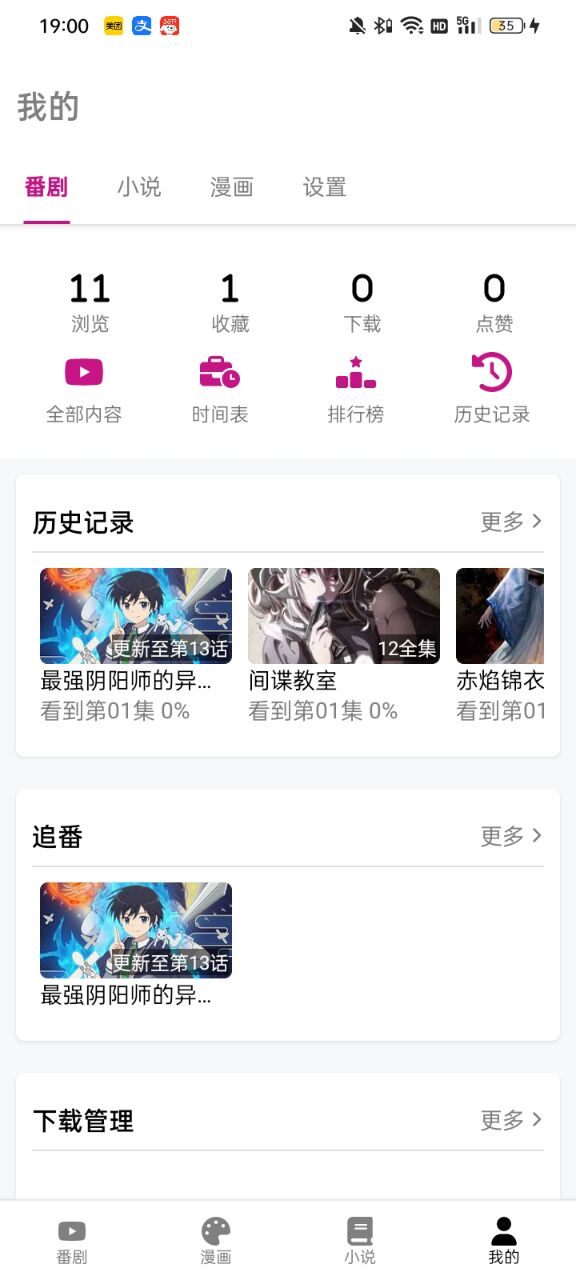 19:00 美团 支 HD 5G 35
我的
番剧 小说 漫画 设置
11 1 0 0
浏览 收藏 下载 点赞
全部内容 时间表 排行榜 历史记录
历史记录 更多
更新至第13话 12全集
最强阴阳师的异... 间谍教室 赤焰锦衣
看到第01集 0% 看到第01集 0% 看到第01
追番 更多
更新至第13话
最强阴阳师的异...
下载管理 更多
番剧 漫画 小说 我的